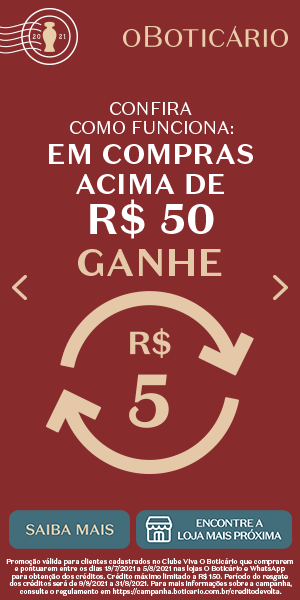 20 21
oBOTICÁRIO
CONFIRA
COMO FUNCIONA:
EM COMPRAS
ACIMA DE
R$ 50
GANHE
R$
5
SAIBA MAIS
ENCONTRE A
LOJA MAIS PRÓXIMA
Promoção válida para clientes cadastrados no Clube Viva O Boticário que comprarem
e pontuarem entre os dias 19/7/2021 a 5/8/2021 nas lojas O Boticário e WhatsApp
para obtenção dos créditos. Crédito máximo limitado a R$ 150. Período do resgate
dos créditos será de 9/8/2021 a 31/8/2021. Para mais informações sobre a campanha,
consulte o regulamento em https://campanha.boticario.com.br/creditodevolta.